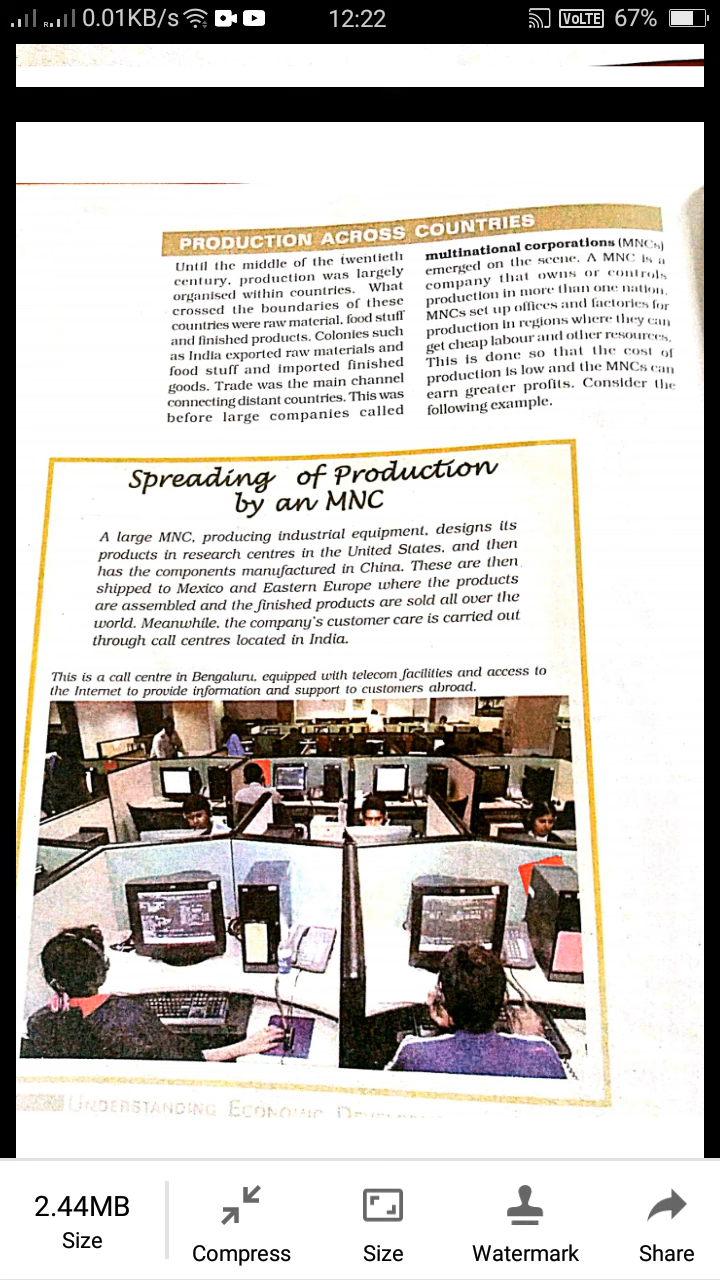 0.01KB/s 12:22 VoLTE 67%
PRODUCTION ACROSS COUNTRIES
Until the middle of the twentieth
century, production was largely
organised within countries. What
crossed the boundaries of these
countries were raw material, food stuff
and finished products. Colonies such
as India exported raw materials and
food stuff and imported finished
goods. Trade was the main channel
connecting distant countries. This was
before large companies called
multinational corporations (MNCs)
emerged on the scene. A MNC is a
company that owns or controls
production in more than one nation.
MNCs set up offices and factories for
production in regions where they can
get cheap labour and other resources.
This is done so that the cost of
production is low and the MNCs can
earn greater profits. Consider the
following example.
Spreading of Production
by an MNC
A large MNC, producing industrial equipment, designs its
products in research centres in the United States, and then
has the components manufactured in China. These are then
shipped to Mexico and Eastern Europe where the products
are assembled and the finished products are sold all over the
world. Meanwhile, the company's customer care is carried out
through call centres located in India.
This is a call centre in Bengaluru, equipped with telecom facilities and access to
the Internet to provide information and support to customers abroad.
UNDERSTANDING ECONOMIC
2.44MB
Size
Compress
Size
Watermark
Share